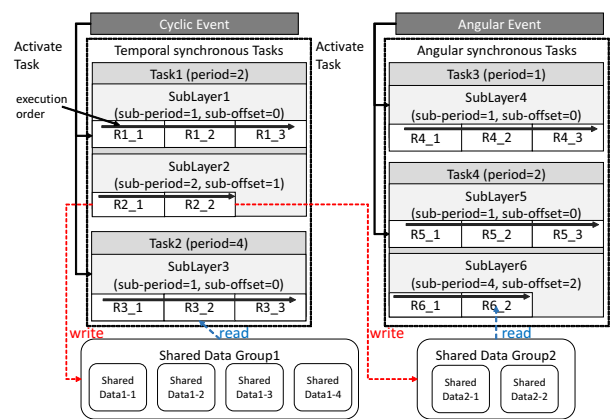 Cyclic Event
Angular Event
Activate
Task
Temporal synchronous Tasks
Activate
Task
Angular synchronous Tasks
Task1 (period=2)
SubLayer1
(sub-period=1, sub-offset=0)
execution
order
R1_1 R1_2 R1_3
SubLayer2
(sub-period=2, sub-offset=1)
R2_1 R2_2
Task2 (period=4)
SubLayer3
(sub-period=1, sub-offset=0)
R3_1 R3_2 R3_3
Task3 (period=1)
SubLayer4
(sub-period=1, sub-offset=0)
R4_1 R4_2 R4_3
Task4 (period=2)
SubLayer5
(sub-period=1, sub-offset=0)
R5_1 R5_2 R5_3
SubLayer6
(sub-period=4, sub-offset=2)
R6_1 R6_2
write
read
write
read
Shared Data Group1
Shared
Data1-1
Shared
Data1-2
Shared
Data1-3
Shared
Data1-4
Shared Data Group2
Shared
Data2-1
Shared
Data2-2